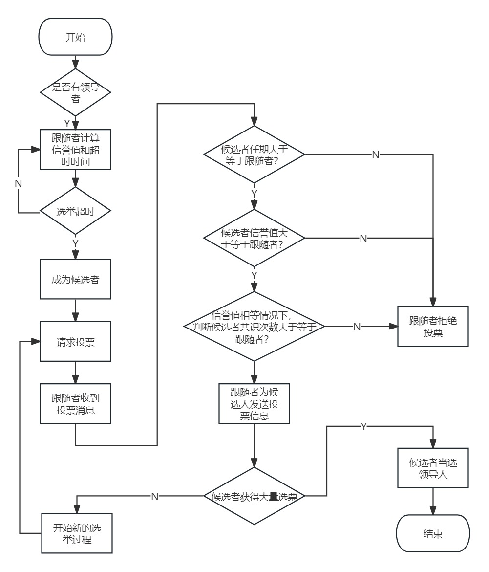 开始
是否有领导
者
Y
跟随者计算
信誉值和超
时时间
N
选举超时
Y
成为候选者
请求投票
跟随者收到
投票消息
候选者任期大于
等于跟随者?
N
Y
候选者信誉值大
于等于跟随者?
N
Y
信誉值相等情况下,
判断候选者共识次数大于等于
跟随者?
N
跟随者拒绝
投票
Y
跟随者为候
选人发送投
票信息
候选者获得大量选票
N
Y
开始新的选
举过程
候选者当选
领导人
结束